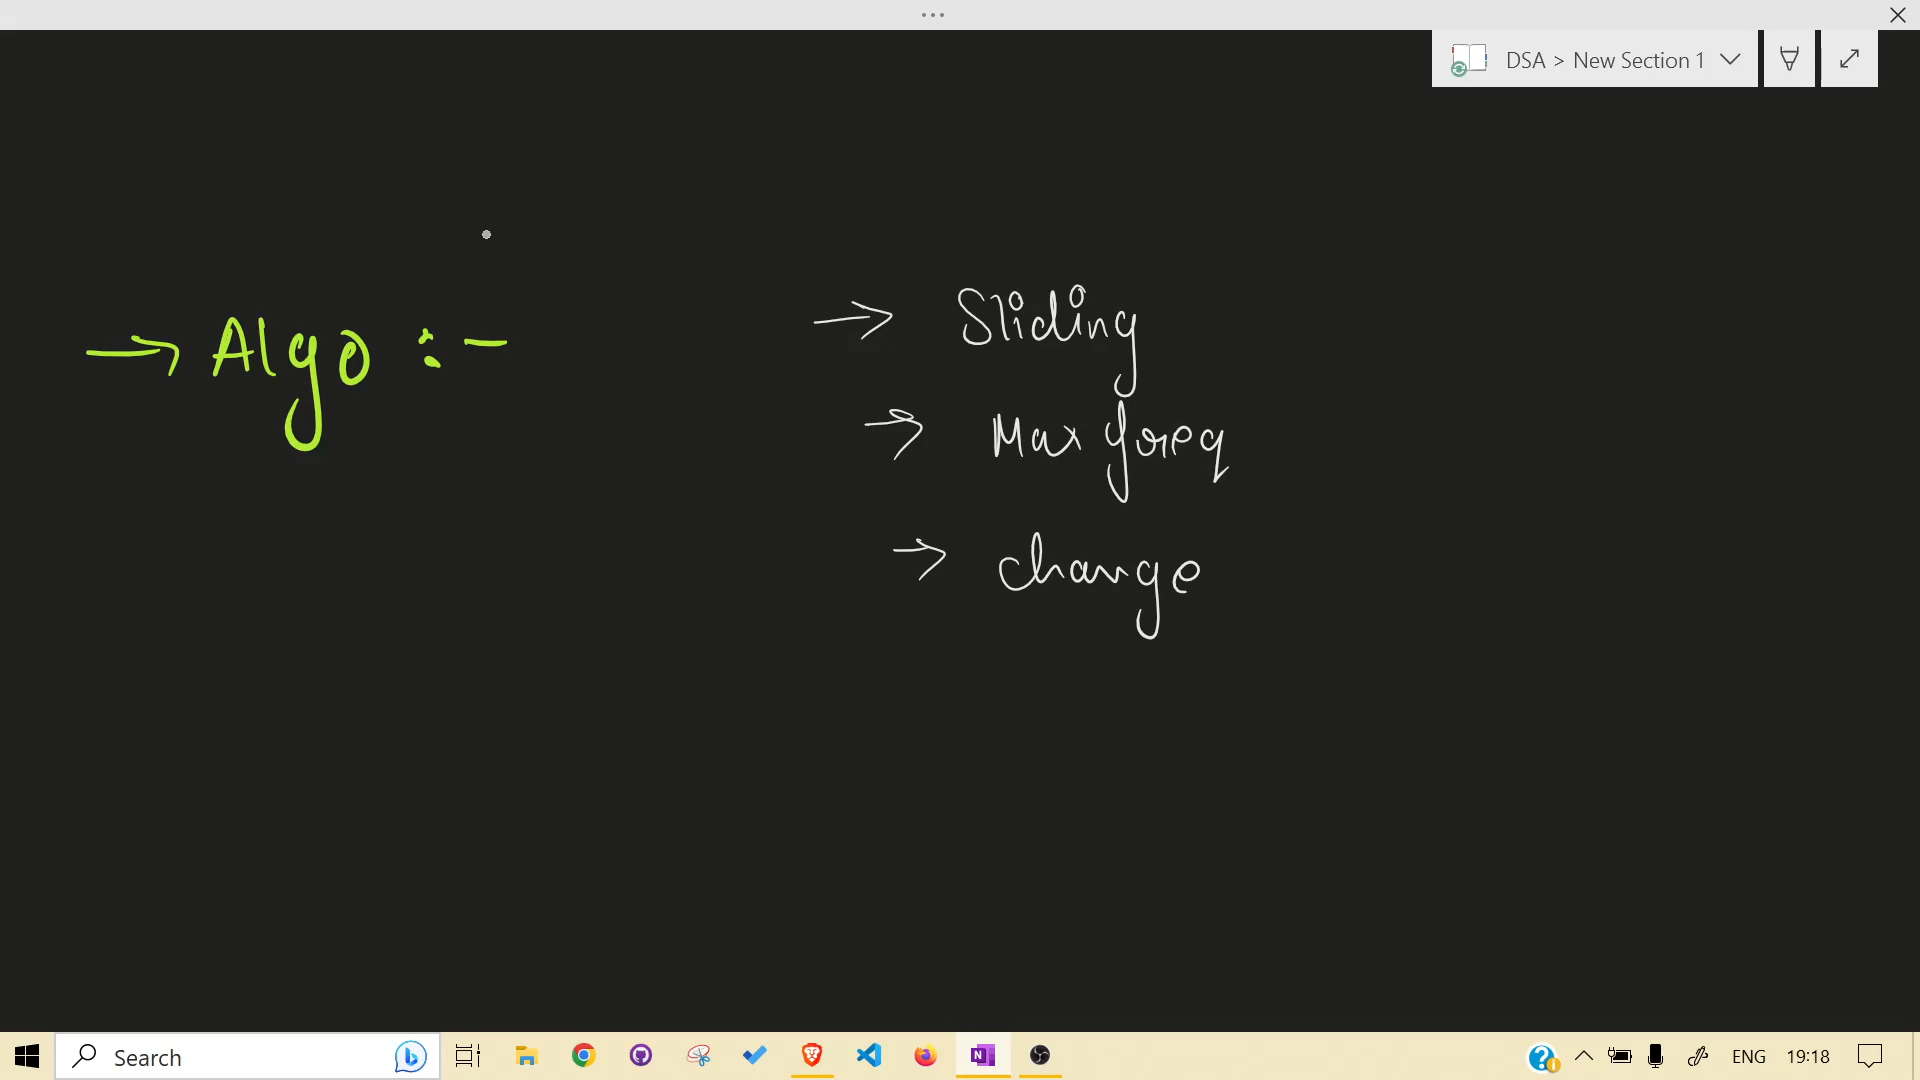 DSA > New Section 1
→ Algo :-
→ Sliding
→ Max freq
→ change
Search
ENG 19:18